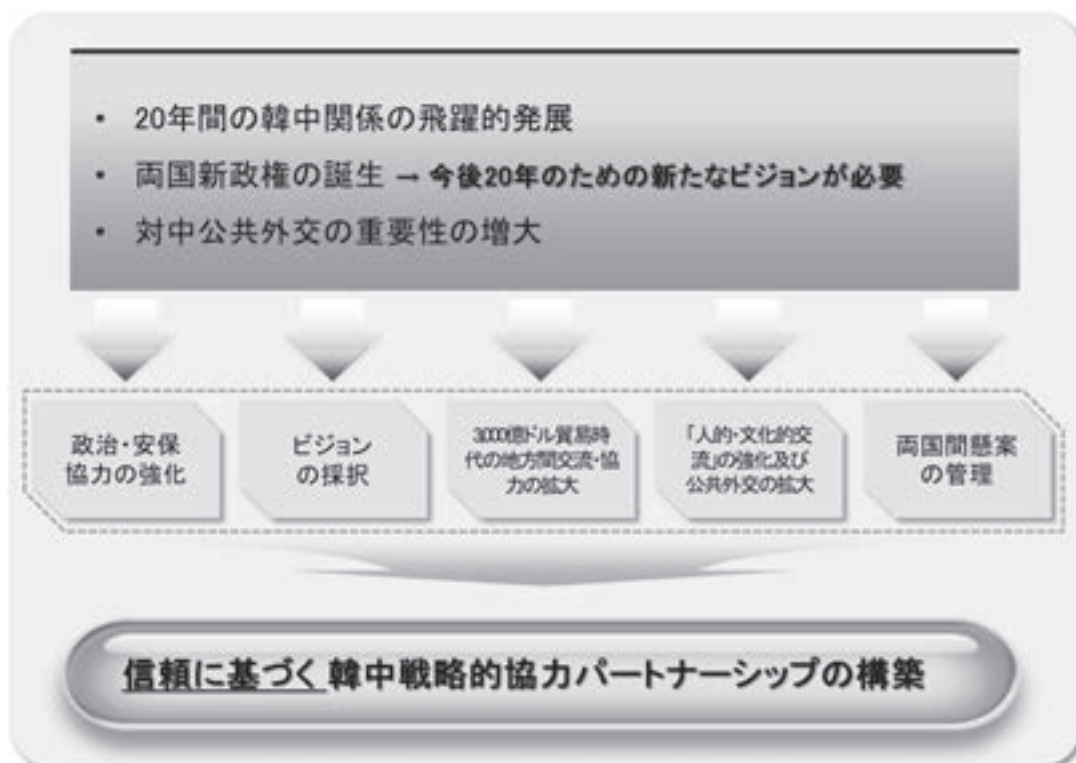 • 20年間の韓中関係の飛躍的発展
• 両国新政権の誕生 → 今後20年のための新たなビジョンが必要
• 対中公共外交の重要性の増大
政治・安保
協力の強化
ビジョン
の採択
3,000億ドル貿易時
代の地方間交流・協
力の拡大
「人的・文化的交
流」の強化及び
公共外交の拡大
両国間懸案
の管理
信頼に基づく 韓中戦略的協力パートナーシップの構築